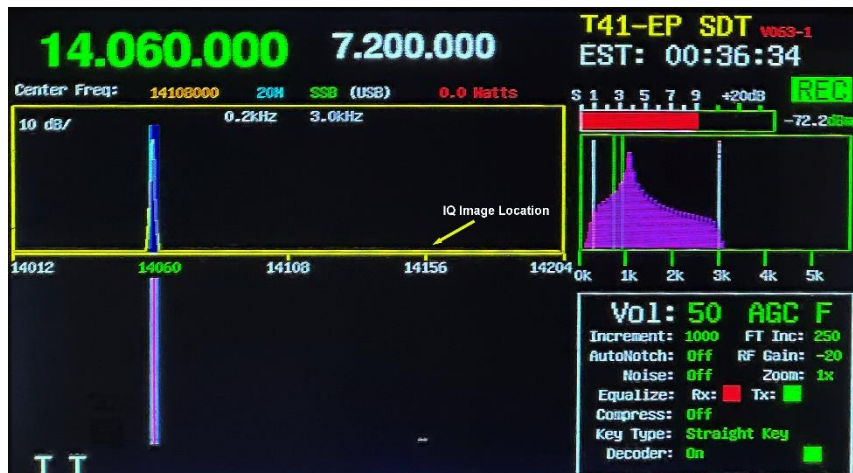 14.060.000 7.200.000 T41-EP SDT V063-1
EST: 00:36:34
Center Freq: 14108000 20M SSB (USB) 0.0 Watts
S 1 3 5 7 9 +20dB REC
10 dB/ 0.2kHz 3.0kHz
-72.2dBm
IQ Image Location
14012 14060 14108 14156 14204
0k 1k 2k 3k 4k 5k
Vol: 50 AGC F
Increment: 1000 FT Inc: 250
AutoNotch: Off RF Gain: -20
Noise: Off Zoom: 1x
Equalize: Rx: Tx:
Compress: Off
Key Type: Straight Key
Decoder: On
T T